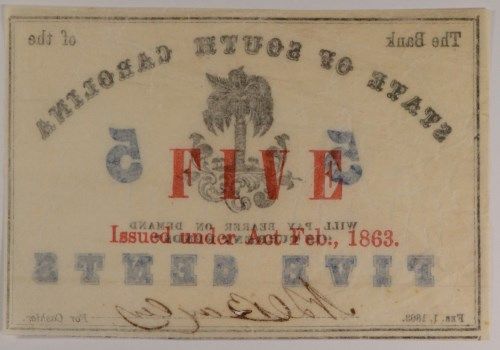 The Bank of the
STATE OF SOUTH CAROLINA
5 5
FIVE
WILL PAY BEARER ON DEMAND
Issued under Act Feb., 1863.
FIVE CENTS
FEB. 1, 1863. For Cashier.